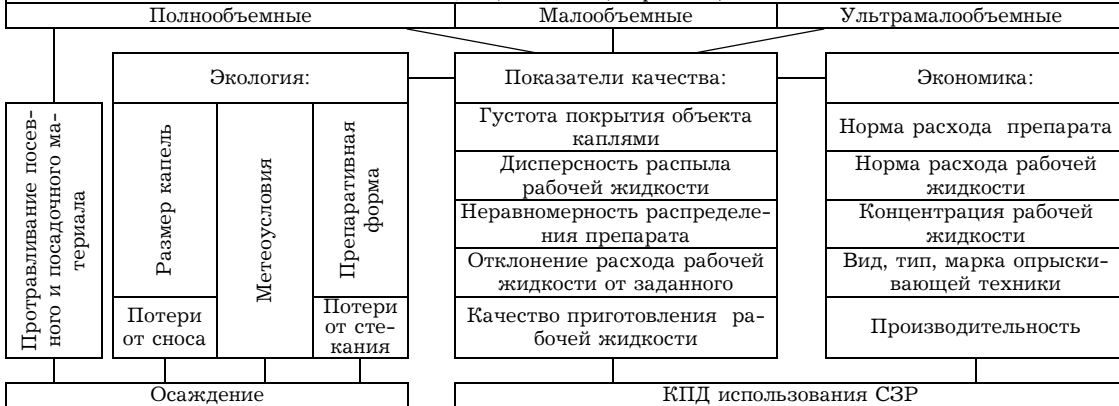 Полнообъемные
Малообъемные
Ультрамалообъемные
Протравливание посев-
ного и посадочного ма-
териала
Экология:
Размер капель
Метеоусловия
Препаративная
форма
Потери
от сноса
Потери
от сте-
кания
Показатели качества:
Густота покрытия объекта
каплями
Дисперсность распыла
рабочей жидкости
Неравномерность распределе-
ния препарата
Отклонение расхода рабочей
жидкости от заданного
Качество приготовления ра-
бочей жидкости
Экономика:
Норма расхода препарата
Норма расхода рабочей
жидкости
Концентрация рабочей
жидкости
Вид, тип, марка опрыски-
вающей техники
Производительность
Осаждение
КПД использования СЗР